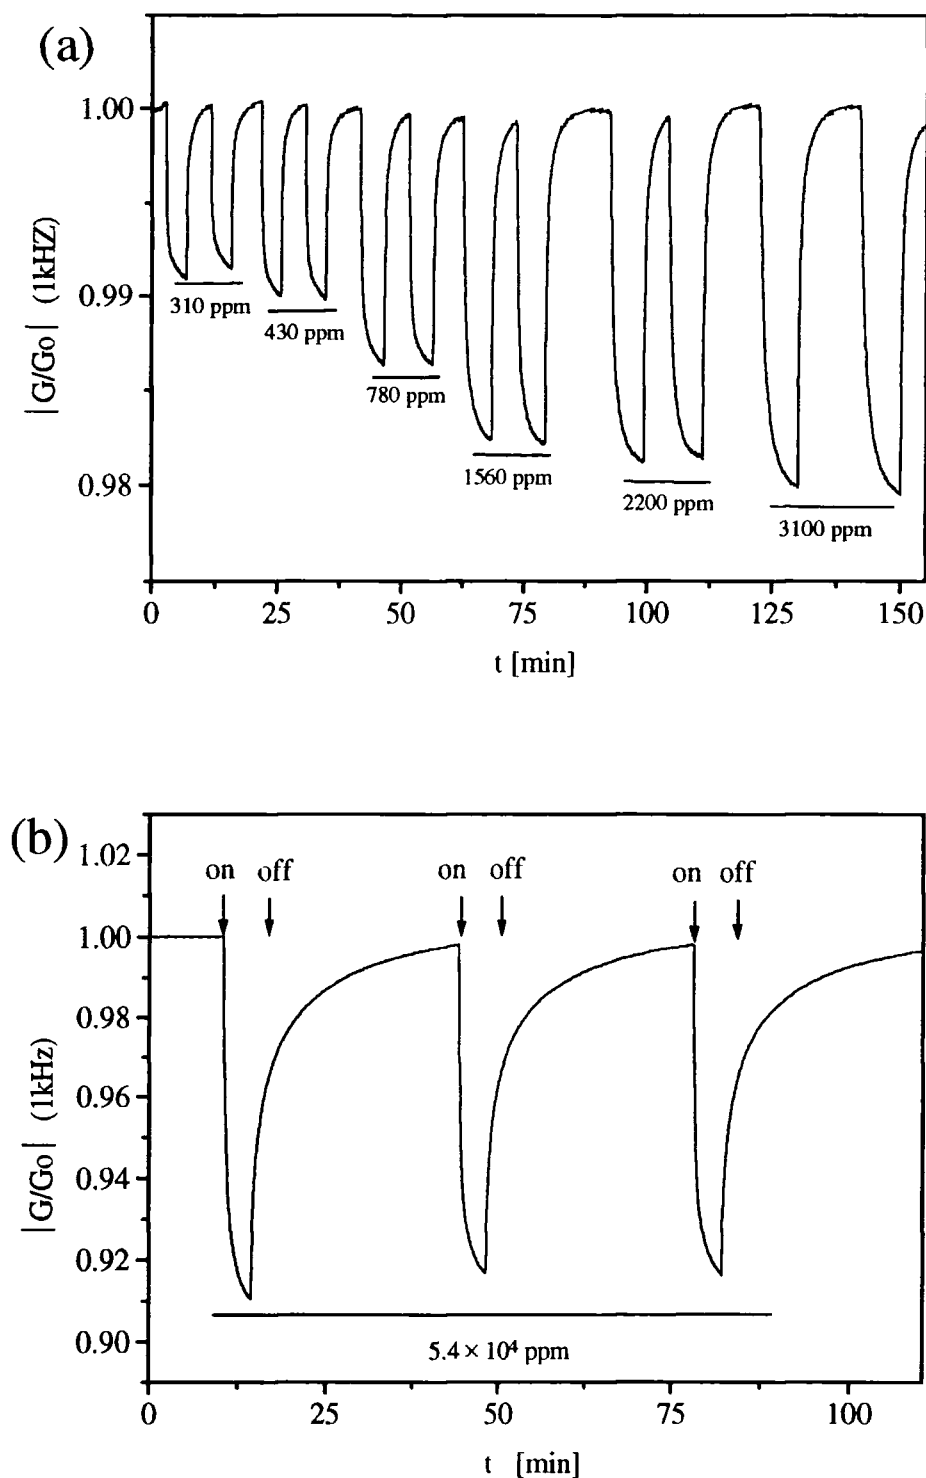 (a)
1.00
0.99
0.98
|G/Go| (1kHZ)
310 ppm
430 ppm
780 ppm
1560 ppm
2200 ppm
3100 ppm
0 25 50 75 100 125 150
t [min]
(b)
1.02
1.00
0.98
0.96
0.94
0.92
0.90
|G/Go| (1kHz)
on off on off on off
5.4 × 10⁴ ppm
0 25 50 75 100
t [min]